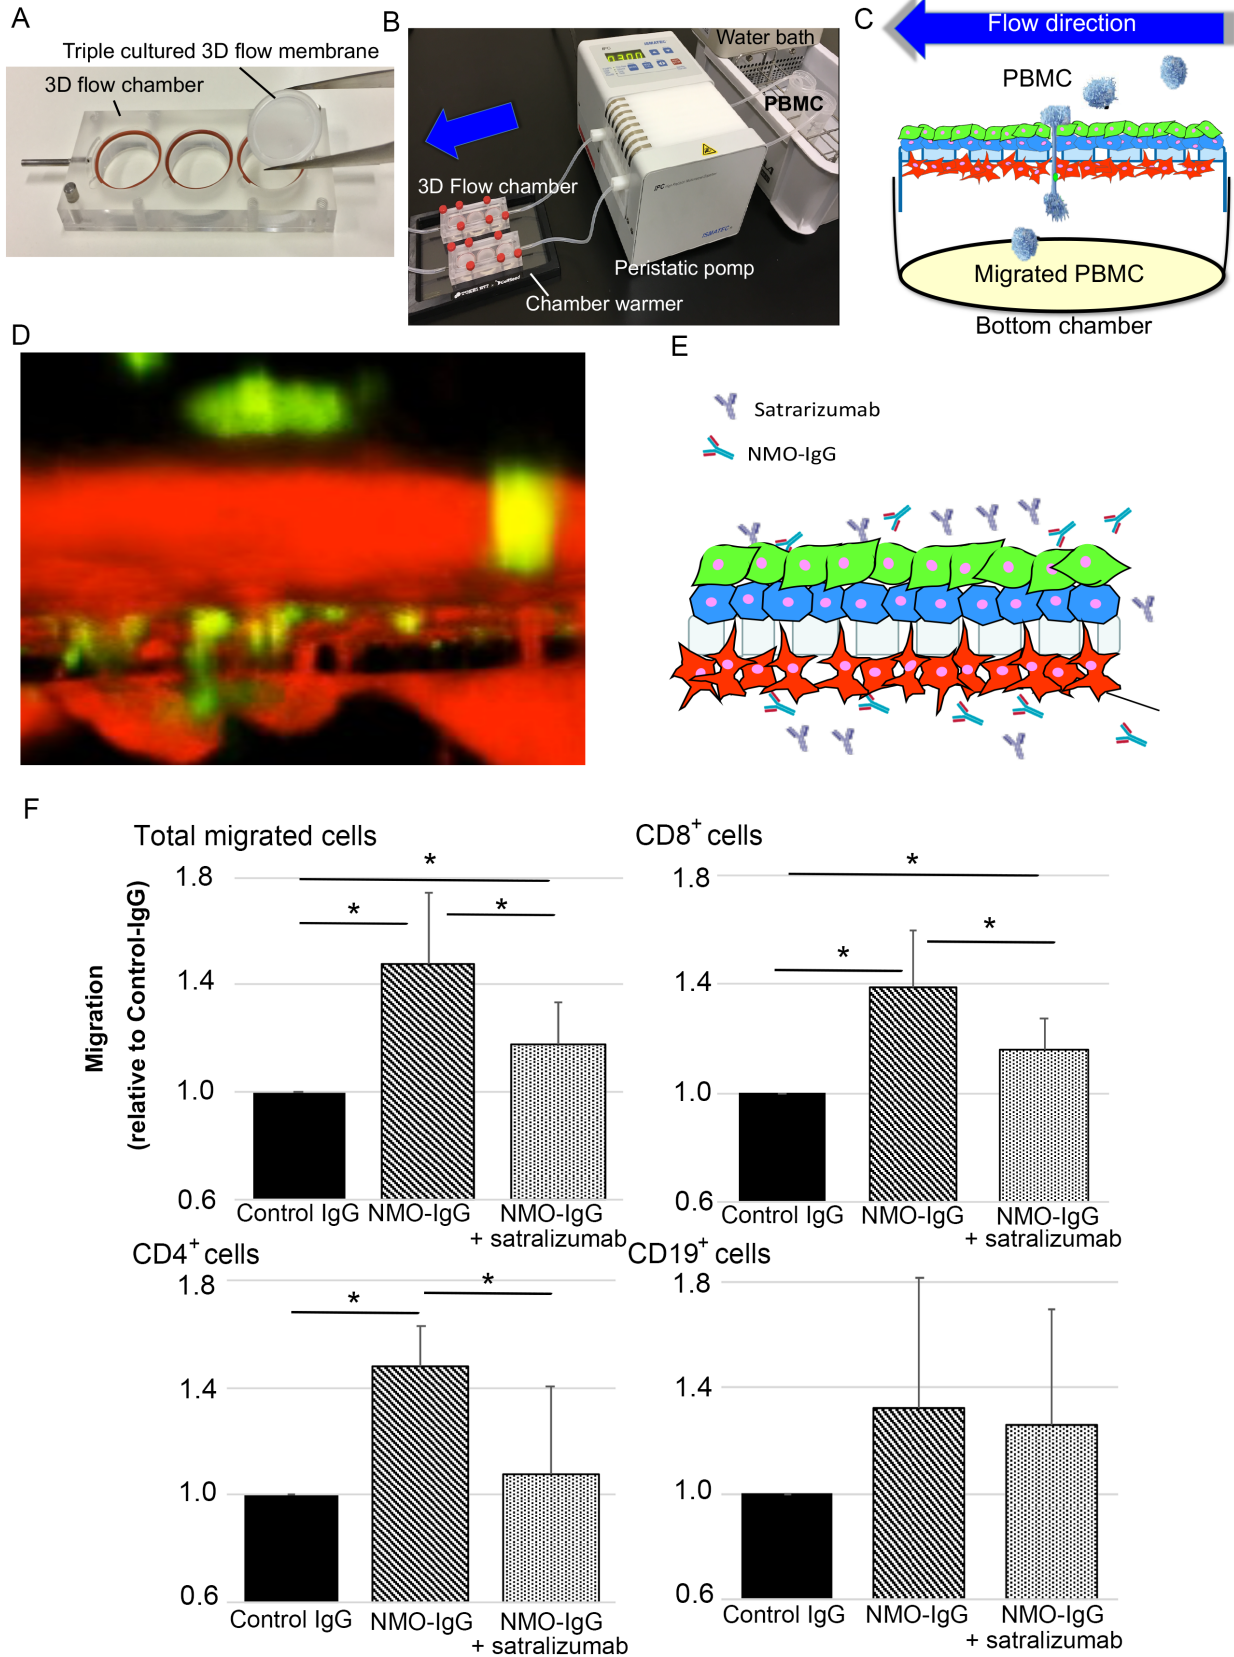 A
Triple cultured 3D flow membrane
3D flow chamber
B
Water bath
PBMC
3D Flow chamber
Peristatic pomp
Chamber warmer
IPC
ISMATEC
C
Flow direction
PBMC
Migrated PBMC
Bottom chamber
D
E
Satrarizumab
NMO-IgG
F
Total migrated cells
Migration
(relative to Control-IgG)
1.8
1.4
1.0
0.6
*
*
*
Control IgG NMO-IgG NMO-IgG
+ satralizumab
CD8+ cells
1.8
1.4
1.0
0.6
*
*
*
Control IgG NMO-IgG NMO-IgG
+ satralizumab
CD4+ cells
1.8
1.4
1.0
0.6
*
*
Control IgG NMO-IgG NMO-IgG
+ satralizumab
CD19+ cells
1.8
1.4
1.0
0.6
Control IgG NMO-IgG NMO-IgG
+ satralizumab